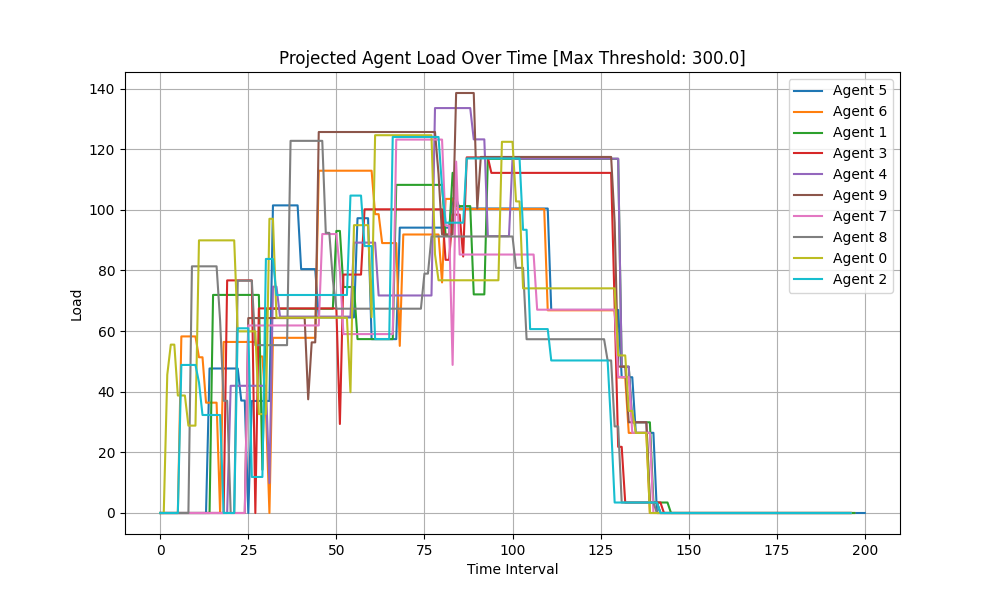 Projected Agent Load Over Time [Max Threshold: 300.0]
Load
140
120
100
80
60
40
20
0
0 25 50 75 100 125 150 175 200
Time Interval
Agent 5
Agent 6
Agent 1
Agent 3
Agent 4
Agent 9
Agent 7
Agent 8
Agent 0
Agent 2